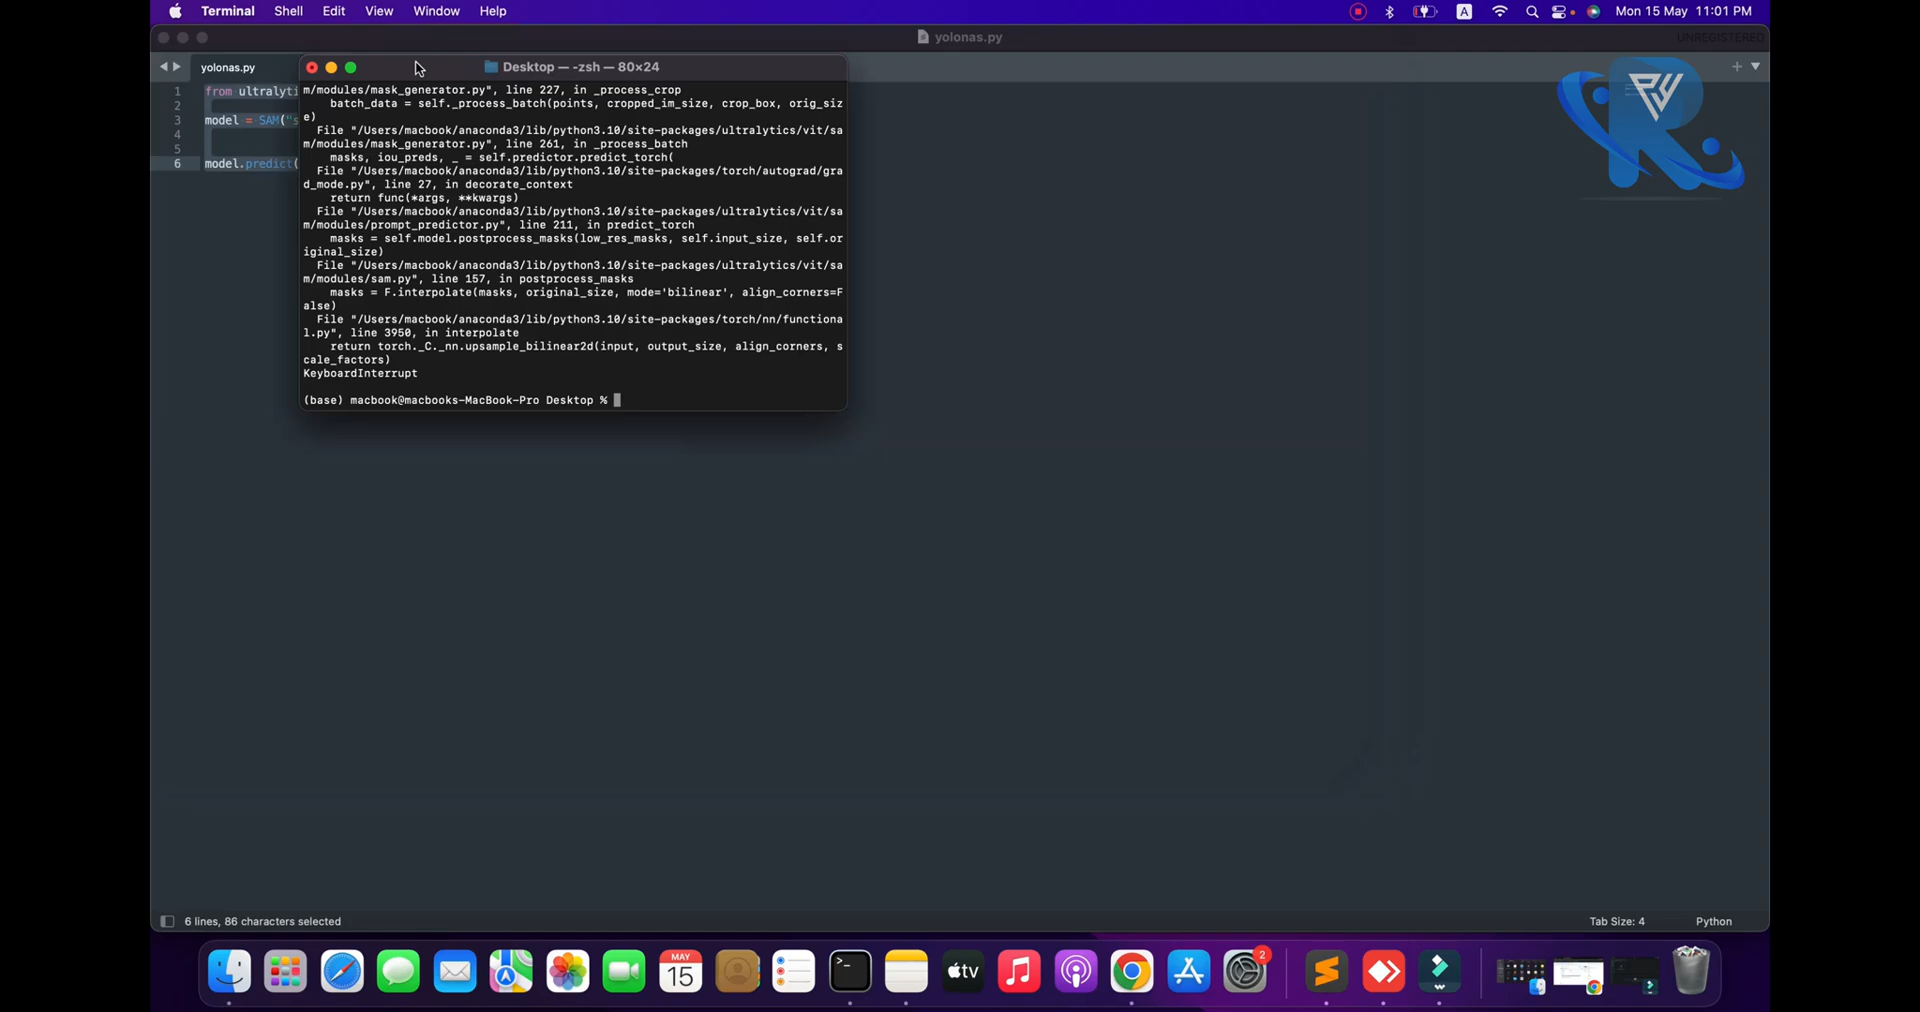 Terminal Shell Edit View Window Help
A Mon 15 May 11:01 PM
yolonas.py UNREGISTERED
yolonas.py
Desktop — -zsh — 80×24
1 from ultralyti
2
3 model = SAM("s
4
5
6 model.predict(
m/modules/mask_generator.py", line 227, in _process_crop
batch_data = self._process_batch(points, cropped_im_size, crop_box, orig_siz
e)
File "/Users/macbook/anaconda3/lib/python3.10/site-packages/ultralytics/vit/sa
m/modules/mask_generator.py", line 261, in _process_batch
masks, iou_preds, _ = self.predictor.predict_torch(
File "/Users/macbook/anaconda3/lib/python3.10/site-packages/torch/autograd/gra
d_mode.py", line 27, in decorate_context
return func(*args, **kwargs)
File "/Users/macbook/anaconda3/lib/python3.10/site-packages/ultralytics/vit/sa
m/modules/prompt_predictor.py", line 211, in predict_torch
masks = self.model.postprocess_masks(low_res_masks, self.input_size, self.or
iginal_size)
File "/Users/macbook/anaconda3/lib/python3.10/site-packages/ultralytics/vit/sa
m/modules/sam.py", line 157, in postprocess_masks
masks = F.interpolate(masks, original_size, mode='bilinear', align_corners=F
alse)
File "/Users/macbook/anaconda3/lib/python3.10/site-packages/torch/nn/functiona
l.py", line 3950, in interpolate
return torch._C._nn.upsample_bilinear2d(input, output_size, align_corners, s
cale_factors)
KeyboardInterrupt
(base) macbook@macbooks-MacBook-Pro Desktop %
6 lines, 86 characters selected
Tab Size: 4 Python
MAY
15
tv
2